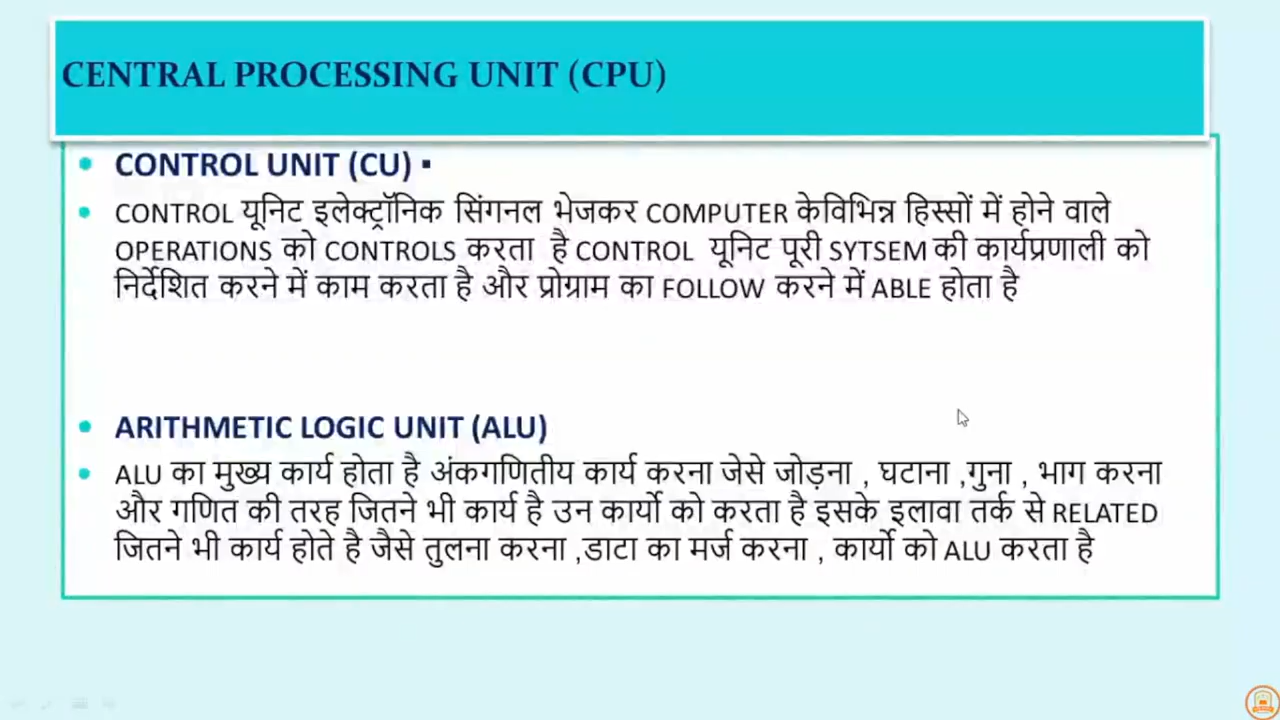 CENTRAL PROCESSING UNIT (CPU)
CONTROL UNIT (CU) ▪
CONTROL यूनिट इलेक्ट्रॉनिक सिंगनल भेजकर COMPUTER केविभिन्न हिस्सों में होने वाले
OPERATIONS को CONTROLS करता है CONTROL यूनिट पूरी SYTSEM की कार्यप्रणाली को
निर्देशित करने में काम करता है और प्रोग्राम का FOLLOW करने में ABLE होता है
ARITHMETIC LOGIC UNIT (ALU)
ALU का मुख्य कार्य होता है अंकगणितीय कार्य करना जेसे जोड़ना , घटाना ,गुना , भाग करना
और गणित की तरह जितने भी कार्य है उन कार्यो को करता है इसके इलावा तर्क से RELATED
जितने भी कार्य होते है जैसे तुलना करना ,डाटा का मर्ज करना , कार्यो को ALU करता है